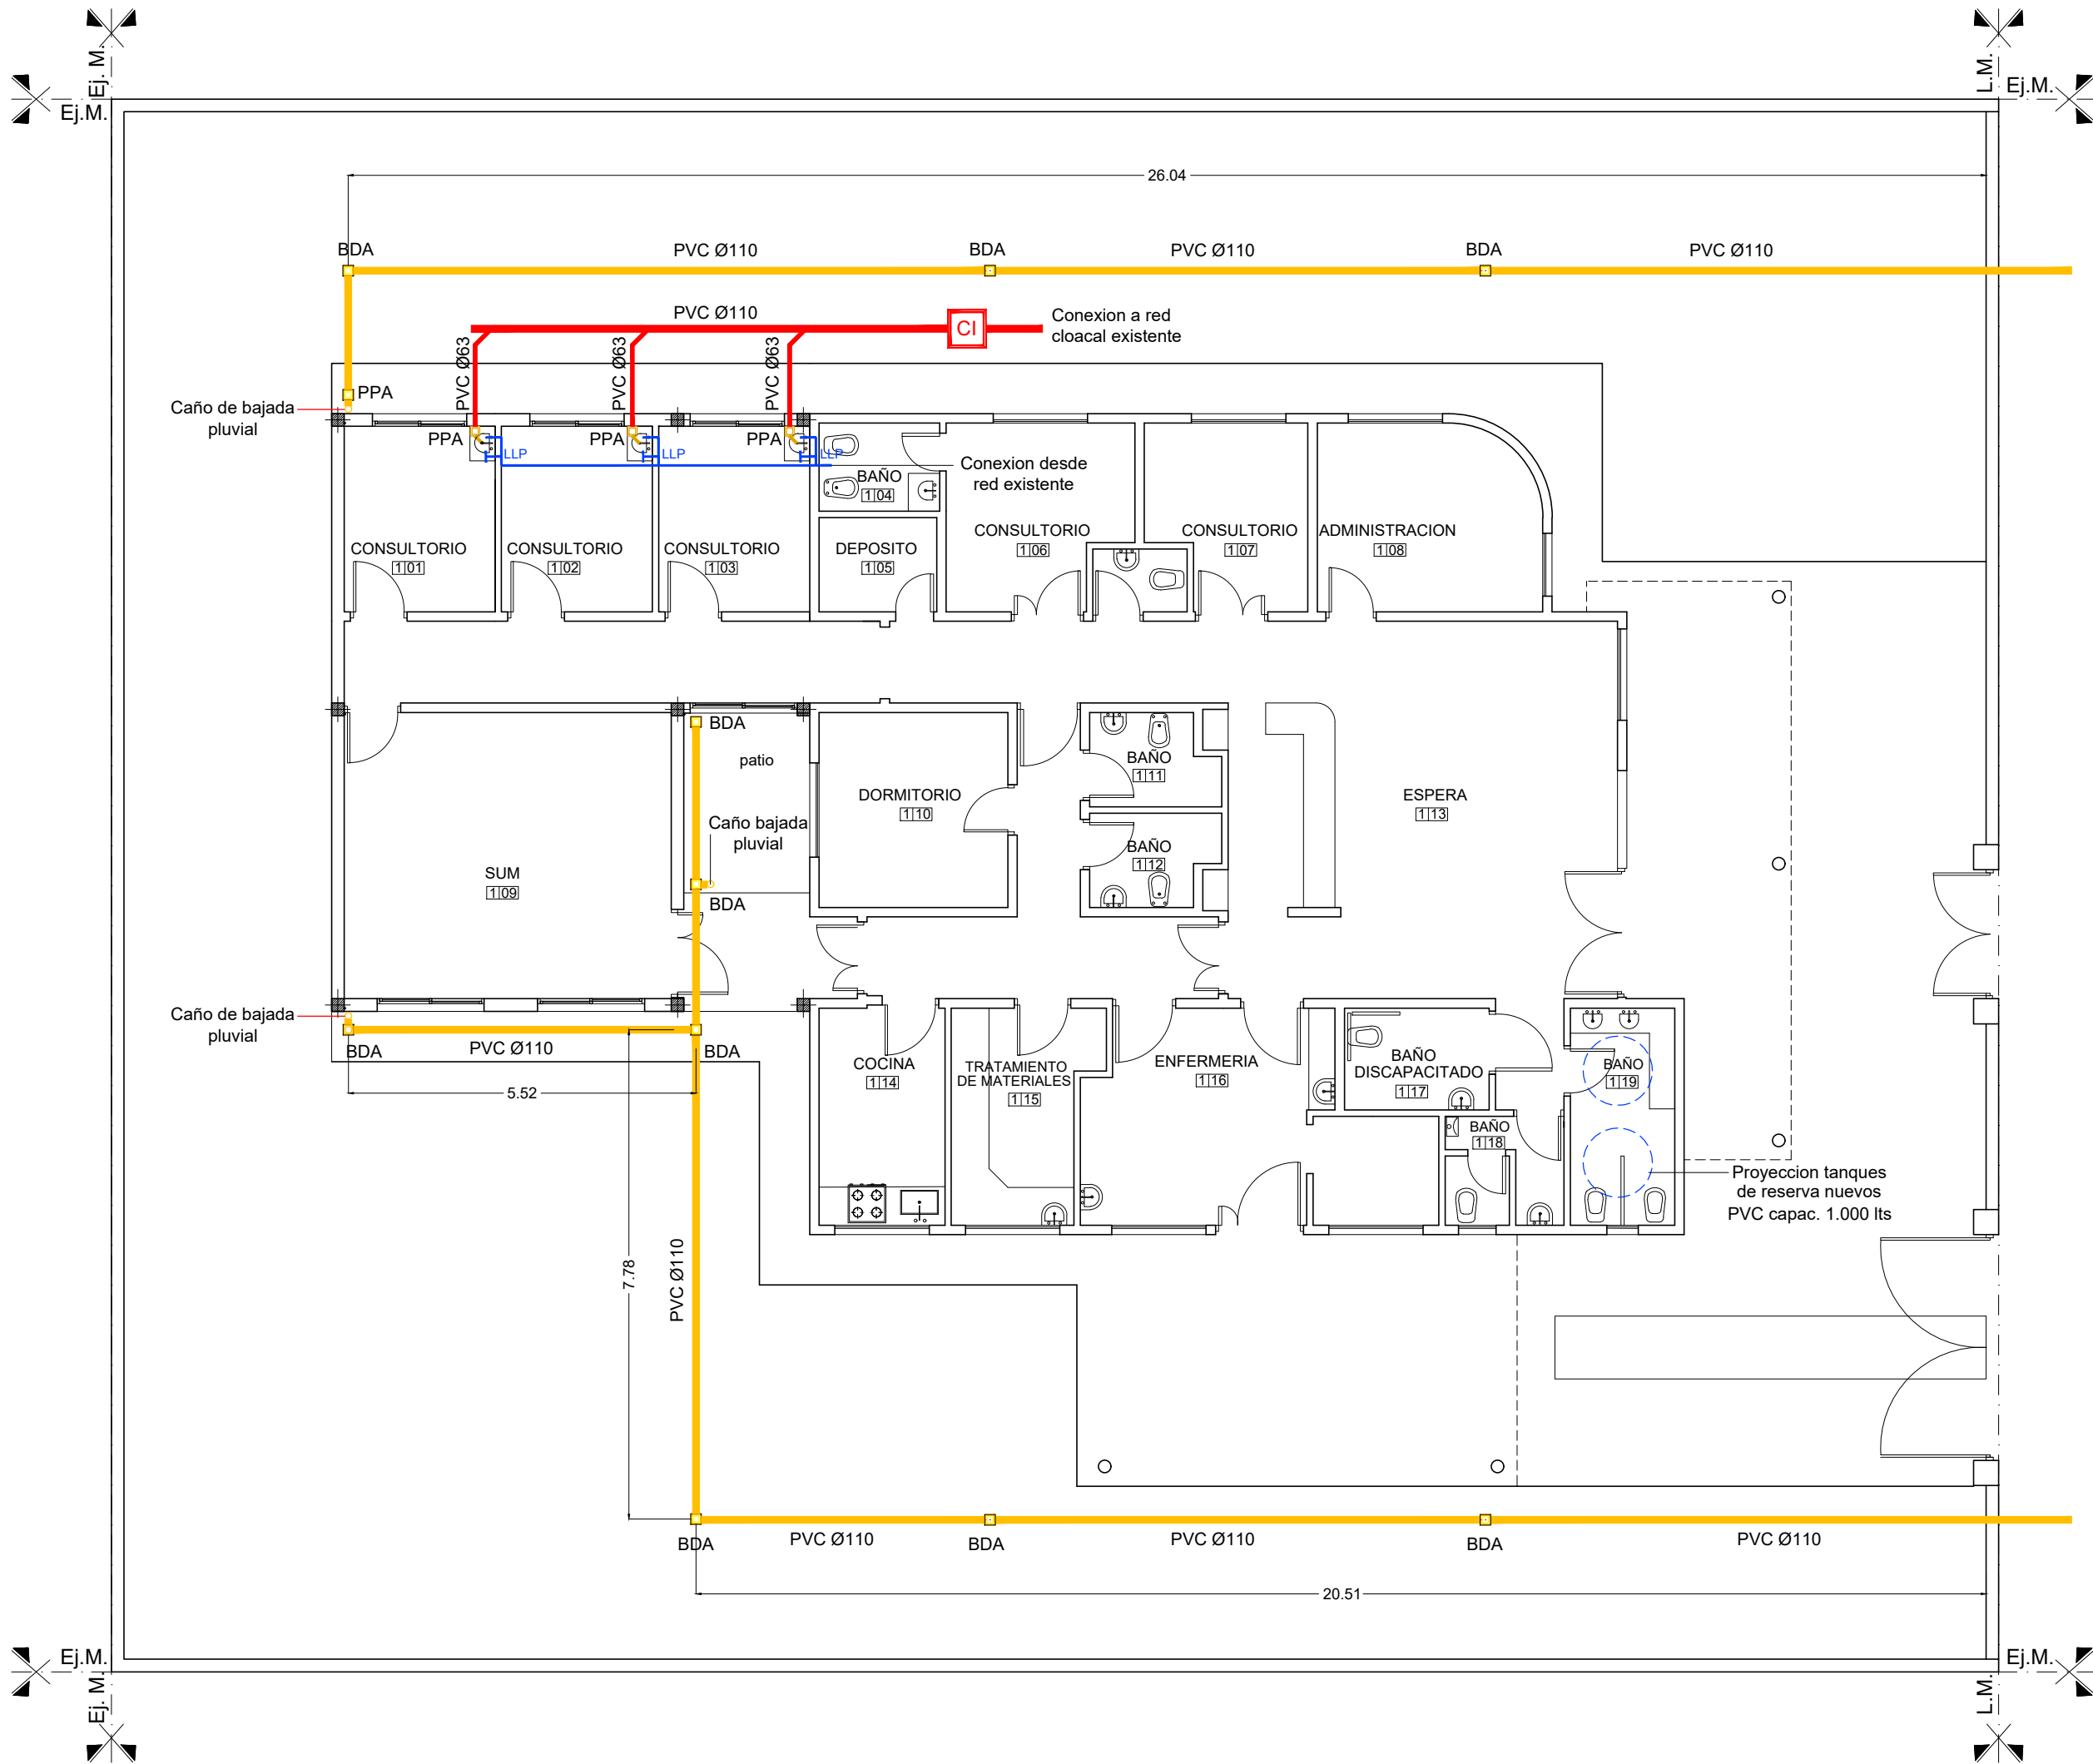 Ej. M.
L.M.
Ej.M.
Ej.M.
26.04
BDA
PVC Ø110
BDA
PVC Ø110
BDA
PVC Ø110
PVC Ø110
CI
Conexion a red
cloacal existente
PVC Ø63
PVC Ø63
PVC Ø63
PPA
Caño de bajada
pluvial
PPA
PPA
PPA
LLP
LLP
LLP
Conexion desde
red existente
BAÑO
1 04
CONSULTORIO
1 01
CONSULTORIO
1 02
CONSULTORIO
1 03
DEPOSITO
1 05
CONSULTORIO
1 06
CONSULTORIO
1 07
ADMINISTRACION
1 08
BDA
patio
BAÑO
1 11
DORMITORIO
1 10
ESPERA
1 13
Caño bajada
pluvial
BAÑO
1 12
SUM
1 09
BDA
Caño de bajada
pluvial
BDA
PVC Ø110
BDA
5.52
COCINA
1 14
TRATAMIENTO
DE MATERIALES
1 15
ENFERMERIA
1 16
BAÑO
DISCAPACITADO
1 17
BAÑO
1 19
BAÑO
1 18
Proyeccion tanques
de reserva nuevos
PVC capac. 1.000 lts
7.78
PVC Ø110
BDA
PVC Ø110
BDA
PVC Ø110
BDA
PVC Ø110
20.51
Ej.M.
Ej.M.
Ej. M.
L.M.